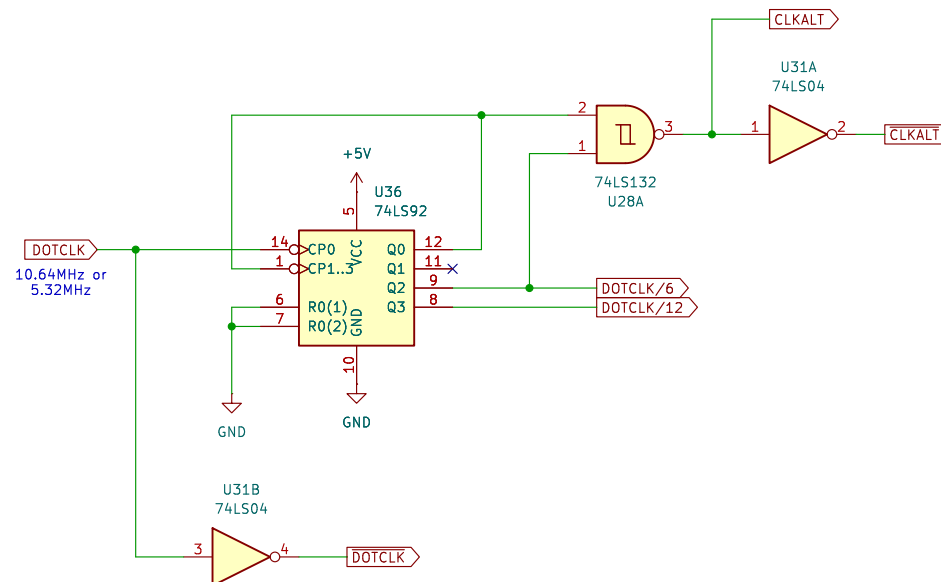 CLKALT
U31A
74LS04
2
3
1
2
CLKALT
1
+5V
74LS132
U28A
U36
74LS92
5
DOTCLK
14
CP0
VCC
Q0
12
1
CP1..3
Q1
11
10.64MHz or
5.32MHz
Q2
9
DOTCLK/6
6
R0(1)
Q3
8
DOTCLK/12
7
R0(2)
GND
10
GND
GND
U31B
74LS04
3
4
DOTCLK